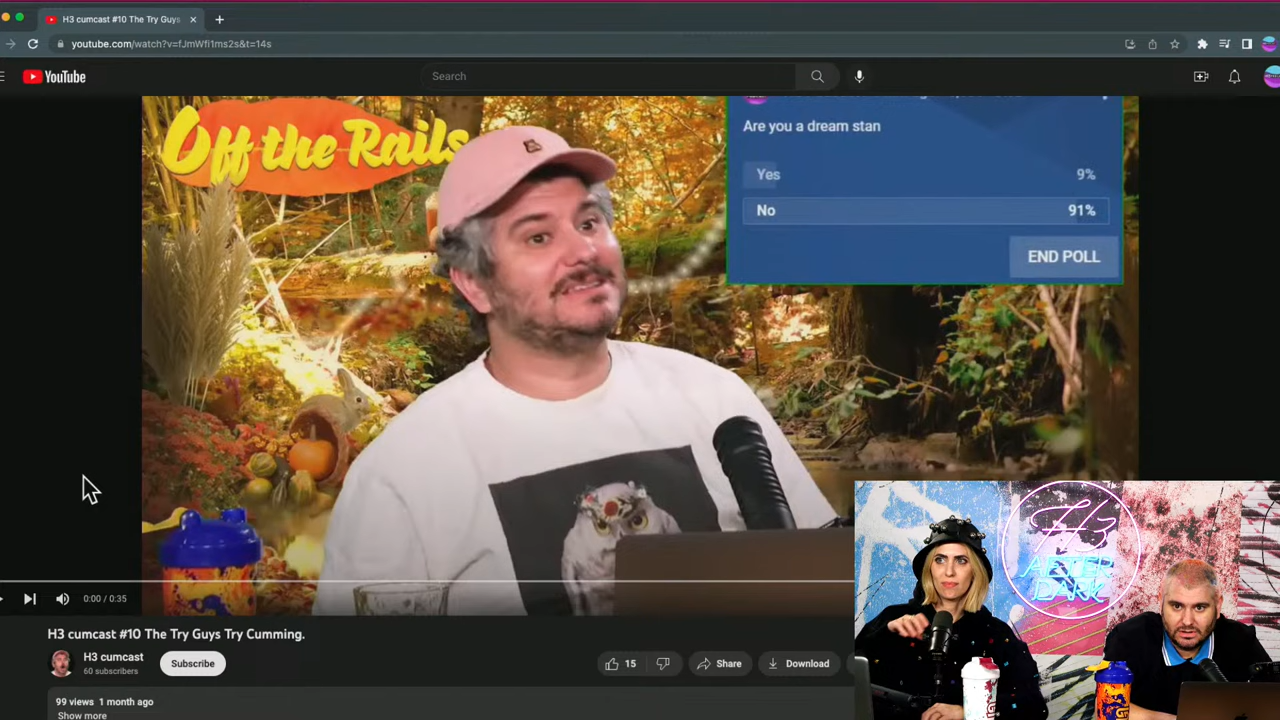 H3 cumcast #10 The Try Guys
youtube.com/watch?v=fJmWfi1ms2s&t=14s
YouTube
Search
Off the Rails
Are you a dream stan
Yes 9%
No 91%
END POLL
0:00 / 0:35
H3 cumcast #10 The Try Guys Try Cumming.
H3 cumcast
60 subscribers
Subscribe
15
Share
Download
99 views 1 month ago
Show more
H3
AFTER
DARK